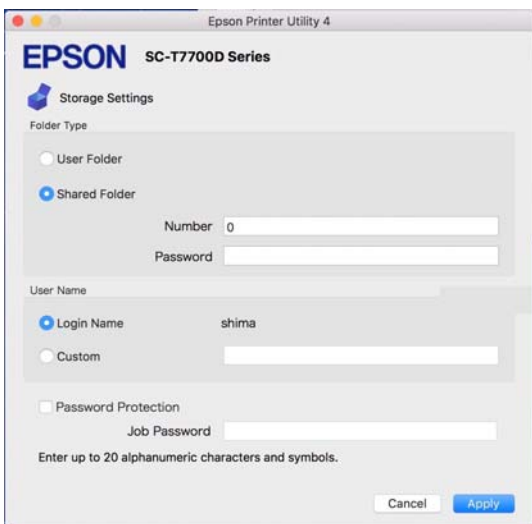 Epson Printer Utility 4
EPSON SC-T7700D Series
Storage Settings
Folder Type
User Folder
Shared Folder
Number 0
Password
User Name
Login Name shima
Custom
Password Protection
Job Password
Enter up to 20 alphanumeric characters and symbols.
Cancel Apply